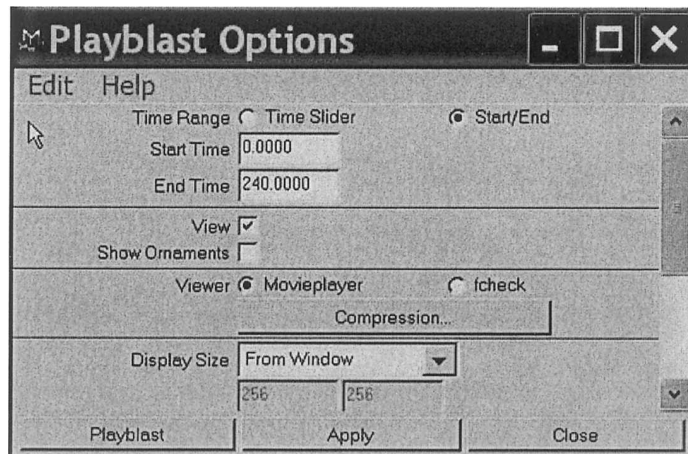 Playblast Options
Edit Help
Time Range Time Slider Start/End
Start Time 0.0000
End Time 240.0000
View
Show Ornaments
Viewer Movieplayer fcheck
Compression...
Display Size From Window
256 256
Playblast Apply Close